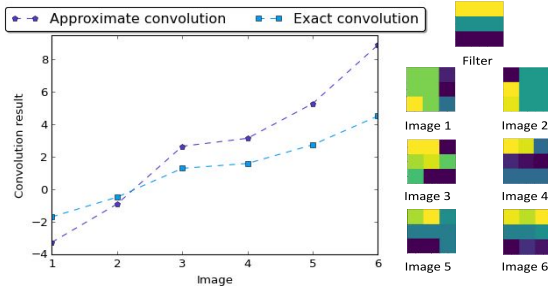 Approximate convolution
Exact convolution
Convolution result
8
6
4
2
0
−2
−4
1 2 3 4 5 6
Image
Filter
Image 1 Image 2
Image 3 Image 4
Image 5 Image 6